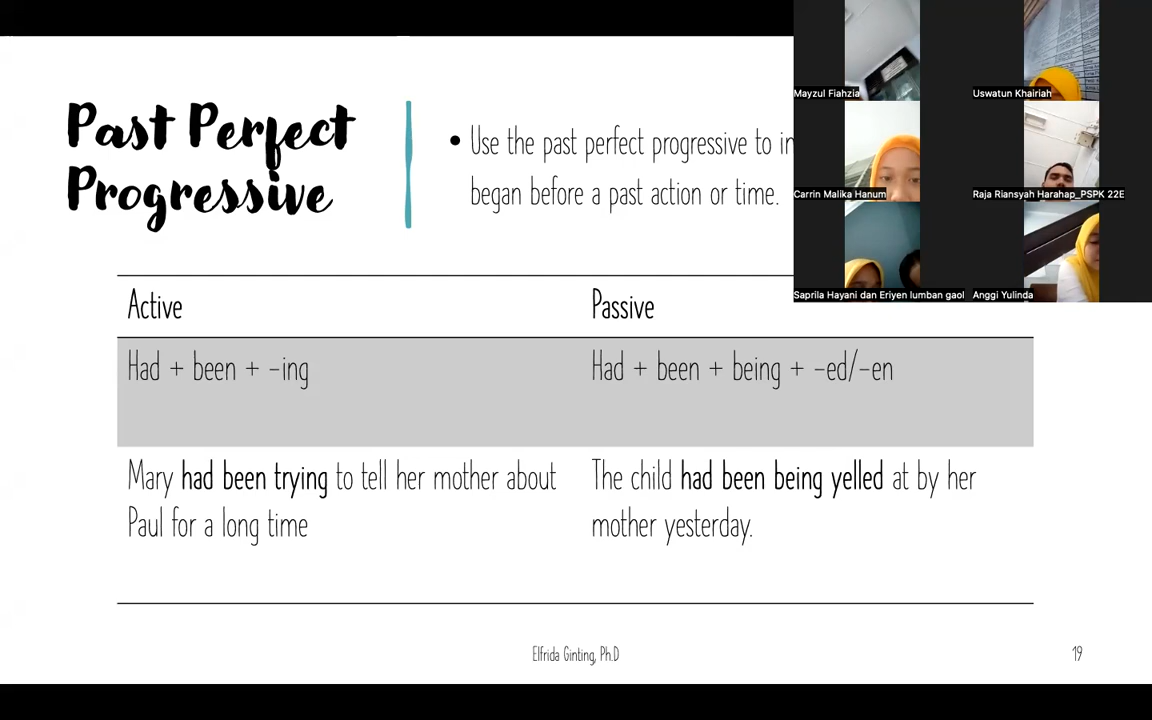 Past Perfect
Progressive
• Use the past perfect progressive to in
began before a past action or time.
Mayzul Fiahzia
Uswatun Khairiah
Carrin Malika Hanum
Raja Riansyah Harahap_PSPK 22E
Saprila Hayani dan Eriyen lumban gaol
Anggi Yulinda
Active
Passive
Had + been + -ing
Had + been + being + -ed/-en
Mary had been trying to tell her mother about
Paul for a long time
The child had been being yelled at by her
mother yesterday.
Elfrida Ginting, Ph.D
19